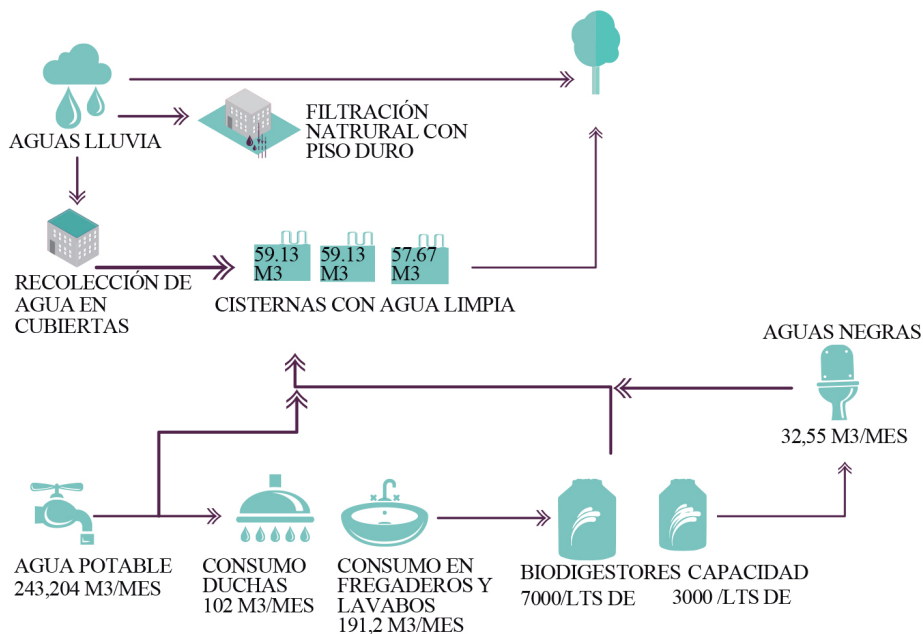 AGUAS LLUVIA
FILTRACIÓN
NATRURAL CON
PISO DURO
RECOLECCIÓN DE
AGUA EN
CUBIERTAS
59.13
M3
59.13
M3
57.67
M3
CISTERNAS CON AGUA LIMPIA
AGUAS NEGRAS
32,55 M3/MES
AGUA POTABLE
243,204 M3/MES
CONSUMO
DUCHAS
102 M3/MES
CONSUMO EN
FREGADEROS Y
LAVABOS
191,2 M3/MES
BIODIGESTORES CAPACIDAD
7000/LTS DE
3000 /LTS DE